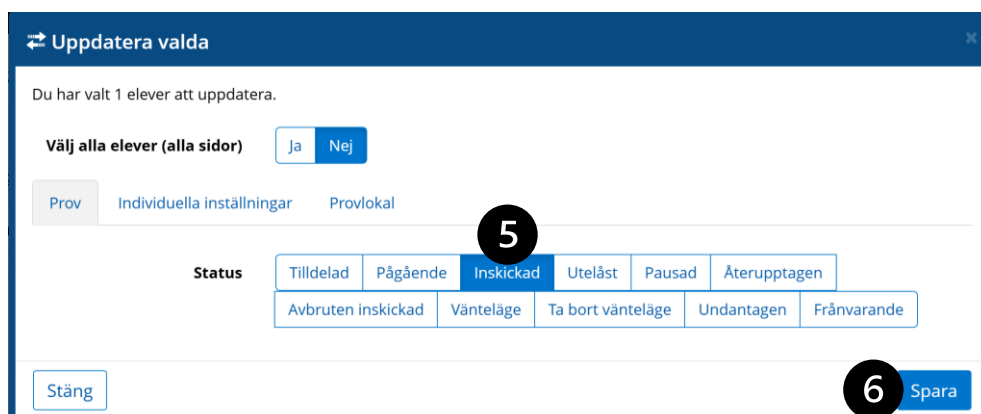 Uppdatera valda
×
Du har valt 1 elever att uppdatera.
Välj alla elever (alla sidor) Ja Nej
Prov Individuella inställningar Provlokal
5
Status Tilldelad Pågående Inskickad Utelåst Pausad Återupptagen
Avbruten inskickad Vänteläge Ta bort vänteläge Undantagen Frånvarande
Stäng 6 Spara